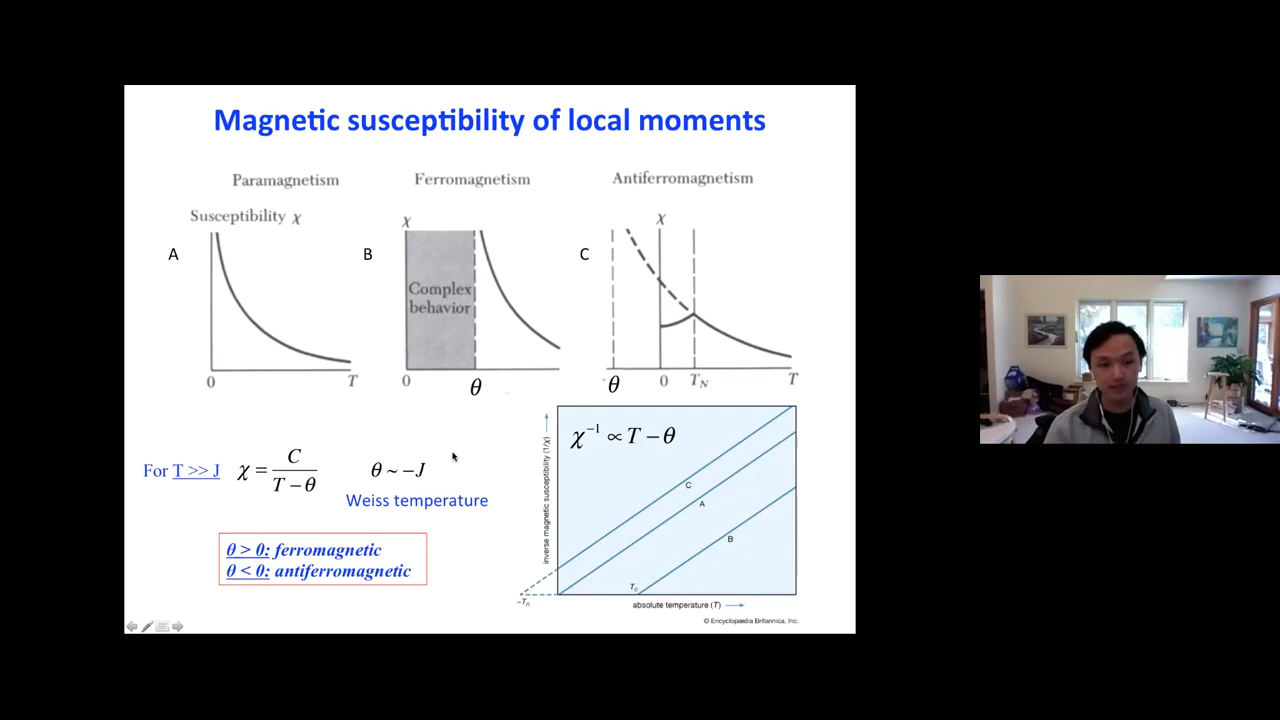 Magnetic susceptibility of local moments
Paramagnetism
Ferromagnetism
Antiferromagnetism
Susceptibility χ
χ
χ
A
B
C
Complex
behavior
0
T
0
θ
θ
0
T_N
T
χ⁻¹ ∝ T − θ
For T >> J
χ = C / (T − θ)
θ ~ −J
Weiss temperature
θ > 0: ferromagnetic
θ < 0: antiferromagnetic
inverse magnetic susceptibility (1/χ)
C
A
B
T_c
−T_n
absolute temperature (T)
© Encyclopædia Britannica, Inc.